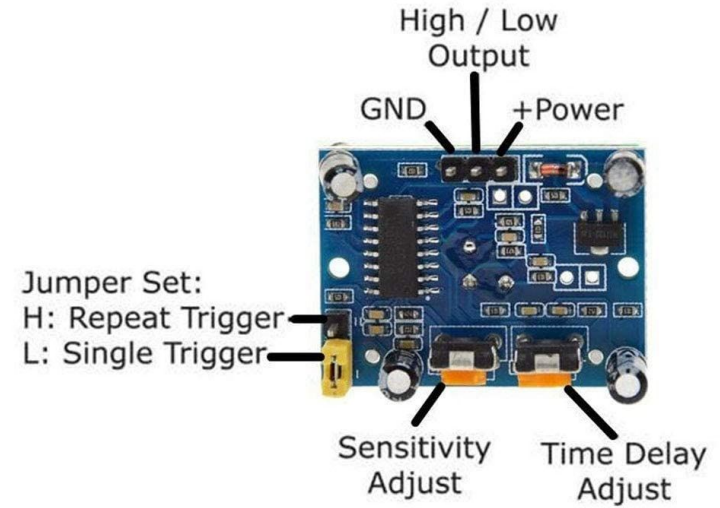 High / Low
Output
GND
+Power
Jumper Set:
H: Repeat Trigger
L: Single Trigger
Sensitivity
Adjust
Time Delay
Adjust